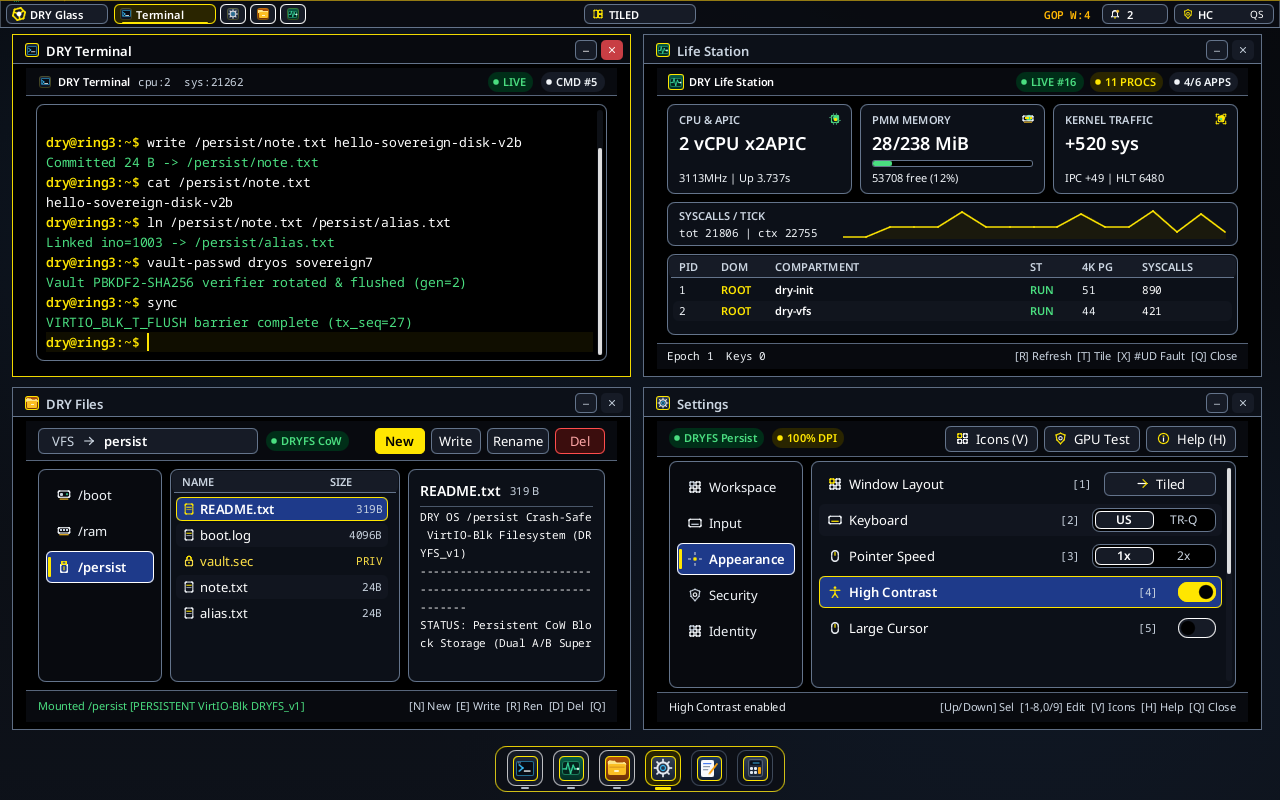 DRY Glass
Terminal
TILED
GOP W:4
2
HC QS
DRY Terminal
DRY Terminal cpu:2 sys:21262
LIVE
CMD #5
dry@ring3:~$ write /persist/note.txt hello-sovereign-disk-v2b
Committed 24 B -> /persist/note.txt
dry@ring3:~$ cat /persist/note.txt
hello-sovereign-disk-v2b
dry@ring3:~$ ln /persist/note.txt /persist/alias.txt
Linked ino=1003 -> /persist/alias.txt
dry@ring3:~$ vault-passwd dryos sovereign7
Vault PBKDF2-SHA256 verifier rotated & flushed (gen=2)
dry@ring3:~$ sync
VIRTIO_BLK_T_FLUSH barrier complete (tx_seq=27)
dry@ring3:~$
Life Station
DRY Life Station
LIVE #16
11 PROCS
4/6 APPS
CPU & APIC
2 vCPU x2APIC
3113MHz | Up 3.737s
PMM MEMORY
28/238 MiB
53708 free (12%)
KERNEL TRAFFIC
+520 sys
IPC +49 | HLT 6480
SYSCALLS / TICK
tot 21806 | ctx 22755
PID DOM COMPARTMENT ST 4K PG SYSCALLS
1 ROOT dry-init RUN 51 890
2 ROOT dry-vfs RUN 44 421
Epoch 1 Keys 0
[R] Refresh [T] Tile [X] #UD Fault [Q] Close
DRY Files
VFS → persist
DRYFS CoW
New
Write
Rename
Del
/boot
/ram
/persist
NAME SIZE
README.txt 319B
boot.log 4096B
vault.sec PRIV
note.txt 24B
alias.txt 24B
README.txt 319 B
DRY OS /persist Crash-Safe
VirtIO-Blk Filesystem (DR
YFS_v1)
--------------------------
--------------------------
-------
STATUS: Persistent CoW Blo
ck Storage (Dual A/B Super
Mounted /persist [PERSISTENT VirtIO-Blk DRYFS_v1]
[N] New [E] Write [R] Ren [D] Del [Q]
Settings
DRYFS Persist
100% DPI
Icons (V)
GPU Test
Help (H)
Workspace
Input
Appearance
Security
Identity
Window Layout [1] → Tiled
Keyboard [2] US TR-Q
Pointer Speed [3] 1x 2x
High Contrast [4]
Large Cursor [5]
High Contrast enabled
[Up/Down] Sel [1-8,0/9] Edit [V] Icons [H] Help [Q] Close